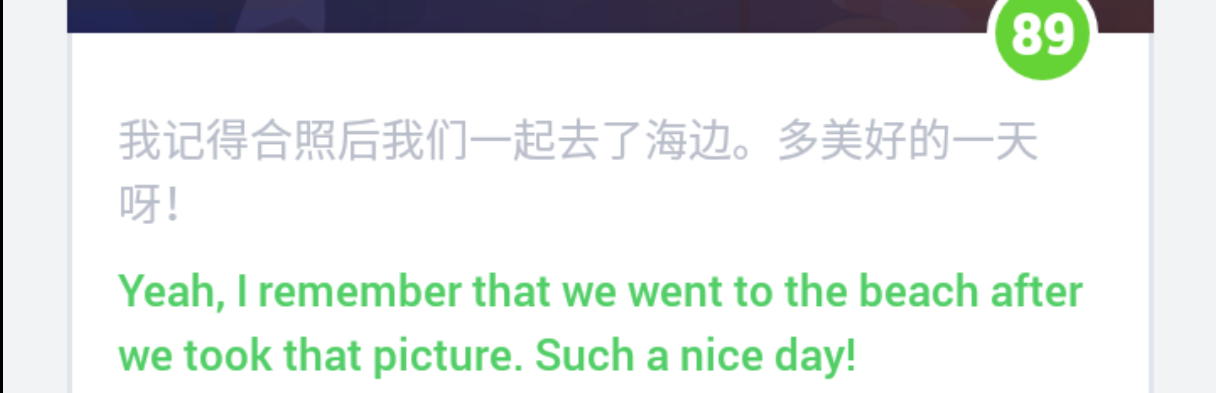 89
我记得合照后我们一起去了海边。多美好的一天
呀！
Yeah, I remember that we went to the beach after
we took that picture. Such a nice day!